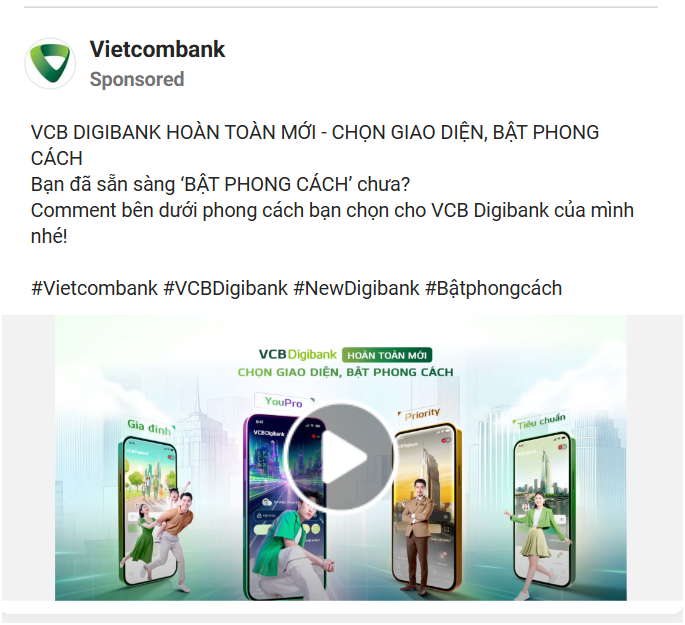 Vietcombank
Sponsored
VCB DIGIBANK HOÀN TOÀN MỚI - CHỌN GIAO DIỆN, BẬT PHONG
CÁCH
Bạn đã sẵn sàng ‘BẬT PHONG CÁCH’ chưa?
Comment bên dưới phong cách bạn chọn cho VCB Digibank của mình
nhé!
#Vietcombank #VCBDigibank #NewDigibank #Bậtphongcách
VCB Digibank HOÀN TOÀN MỚI
CHỌN GIAO DIỆN, BẬT PHONG CÁCH
Gia đình
YouPro
Priority
Tiêu chuẩn
VCB Digibank